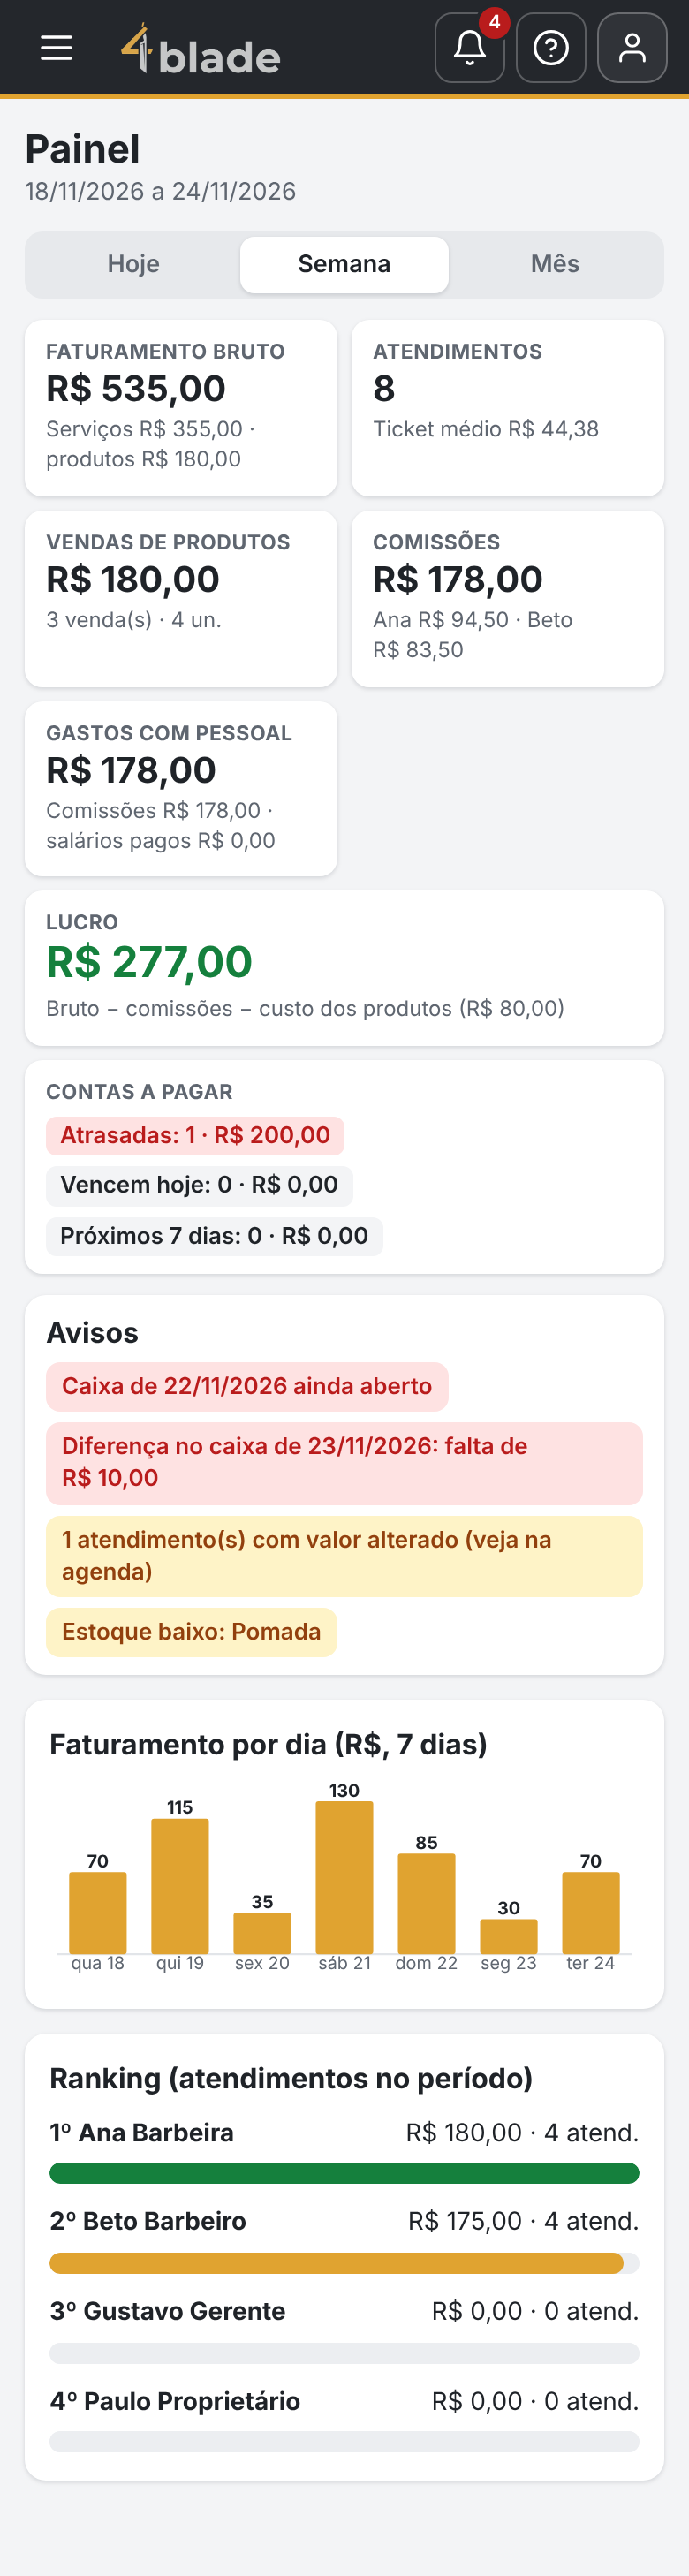 4blade
4
Painel
18/11/2026 a 24/11/2026
Hoje
Semana
Mês
FATURAMENTO BRUTO
R$ 535,00
Serviços R$ 355,00 ·
produtos R$ 180,00
ATENDIMENTOS
8
Ticket médio R$ 44,38
VENDAS DE PRODUTOS
R$ 180,00
3 venda(s) · 4 un.
COMISSÕES
R$ 178,00
Ana R$ 94,50 · Beto
R$ 83,50
GASTOS COM PESSOAL
R$ 178,00
Comissões R$ 178,00 ·
salários pagos R$ 0,00
LUCRO
R$ 277,00
Bruto − comissões − custo dos produtos (R$ 80,00)
CONTAS A PAGAR
Atrasadas: 1 · R$ 200,00
Vencem hoje: 0 · R$ 0,00
Próximos 7 dias: 0 · R$ 0,00
Avisos
Caixa de 22/11/2026 ainda aberto
Diferença no caixa de 23/11/2026: falta de
R$ 10,00
1 atendimento(s) com valor alterado (veja na
agenda)
Estoque baixo: Pomada
Faturamento por dia (R$, 7 dias)
70
115
35
130
85
30
70
qua 18
qui 19
sex 20
sáb 21
dom 22
seg 23
ter 24
Ranking (atendimentos no período)
1º Ana Barbeira
R$ 180,00 · 4 atend.
2º Beto Barbeiro
R$ 175,00 · 4 atend.
3º Gustavo Gerente
R$ 0,00 · 0 atend.
4º Paulo Proprietário
R$ 0,00 · 0 atend.